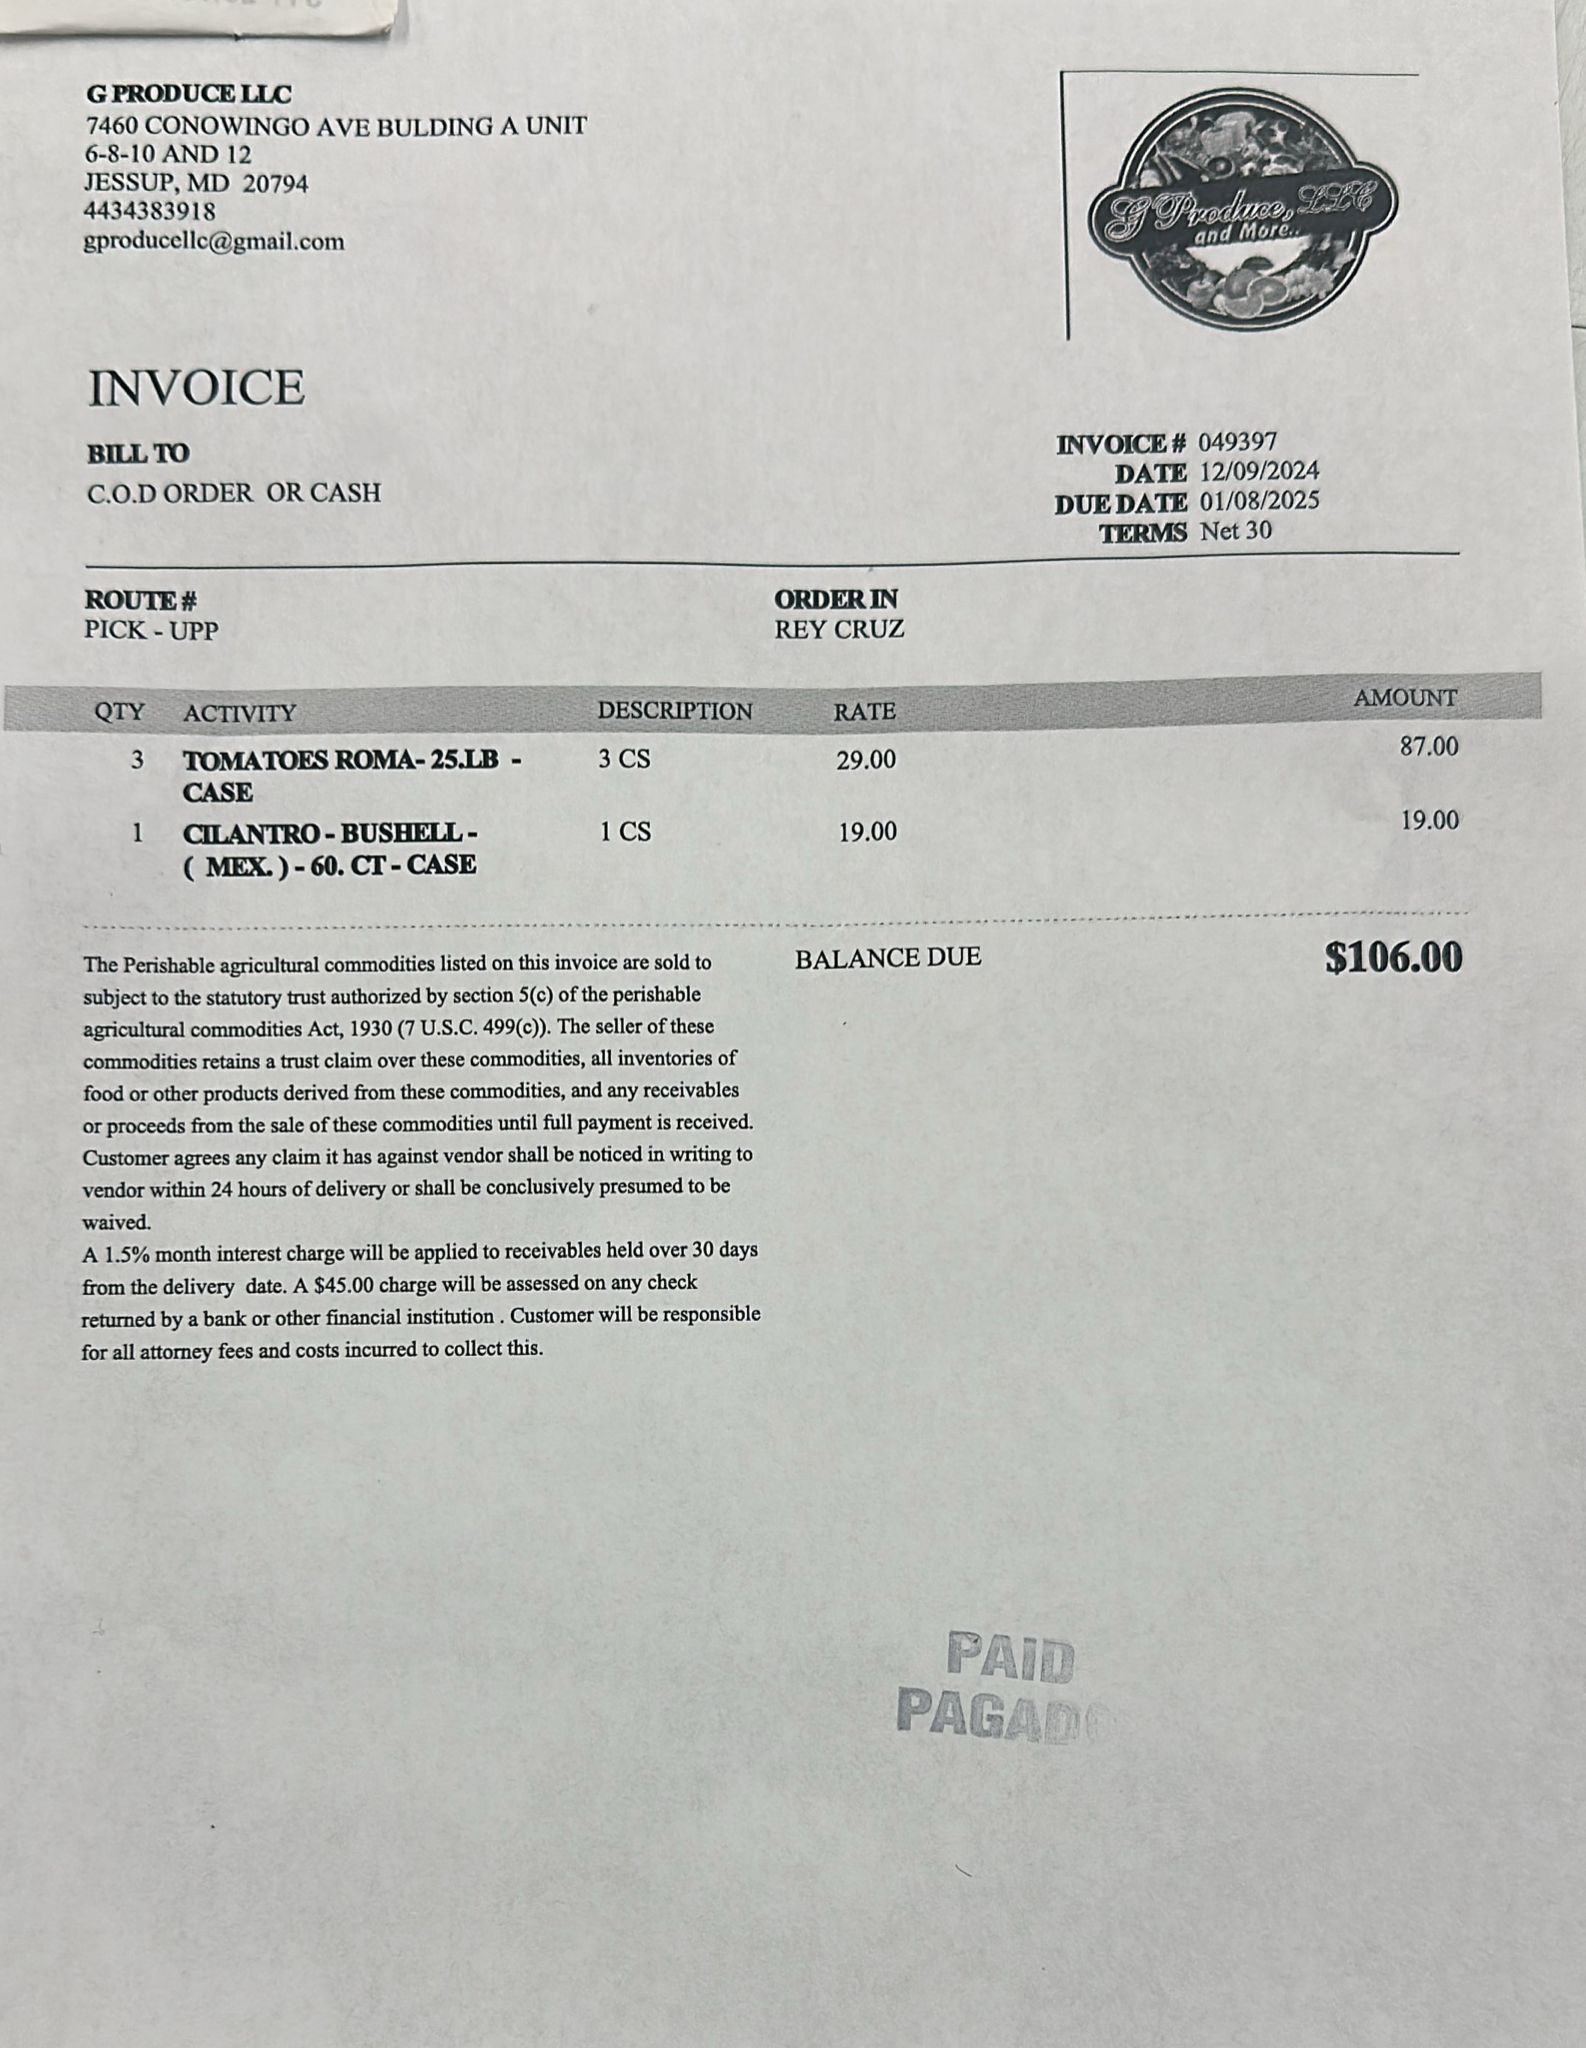 G PRODUCE LLC
7460 CONOWINGO AVE BULDING A UNIT
6-8-10 AND 12
JESSUP, MD 20794
4434383918
gproducellc@gmail.com
G Produce, LLC
and More..
INVOICE
BILL TO
C.O.D ORDER OR CASH
INVOICE # 049397
DATE 12/09/2024
DUE DATE 01/08/2025
TERMS Net 30
ROUTE #
PICK - UPP
ORDER IN
REY CRUZ
QTY ACTIVITY DESCRIPTION RATE AMOUNT
3 TOMATOES ROMA- 25.LB - 3 CS 29.00 87.00
CASE
1 CILANTRO - BUSHELL - 1 CS 19.00 19.00
( MEX. ) - 60. CT - CASE
BALANCE DUE $106.00
The Perishable agricultural commodities listed on this invoice are sold to
subject to the statutory trust authorized by section 5(c) of the perishable
agricultural commodities Act, 1930 (7 U.S.C. 499(c)). The seller of these
commodities retains a trust claim over these commodities, all inventories of
food or other products derived from these commodities, and any receivables
or proceeds from the sale of these commodities until full payment is received.
Customer agrees any claim it has against vendor shall be noticed in writing to
vendor within 24 hours of delivery or shall be conclusively presumed to be
waived.
A 1.5% month interest charge will be applied to receivables held over 30 days
from the delivery date. A $45.00 charge will be assessed on any check
returned by a bank or other financial institution . Customer will be responsible
for all attorney fees and costs incurred to collect this.
PAID
PAGADO